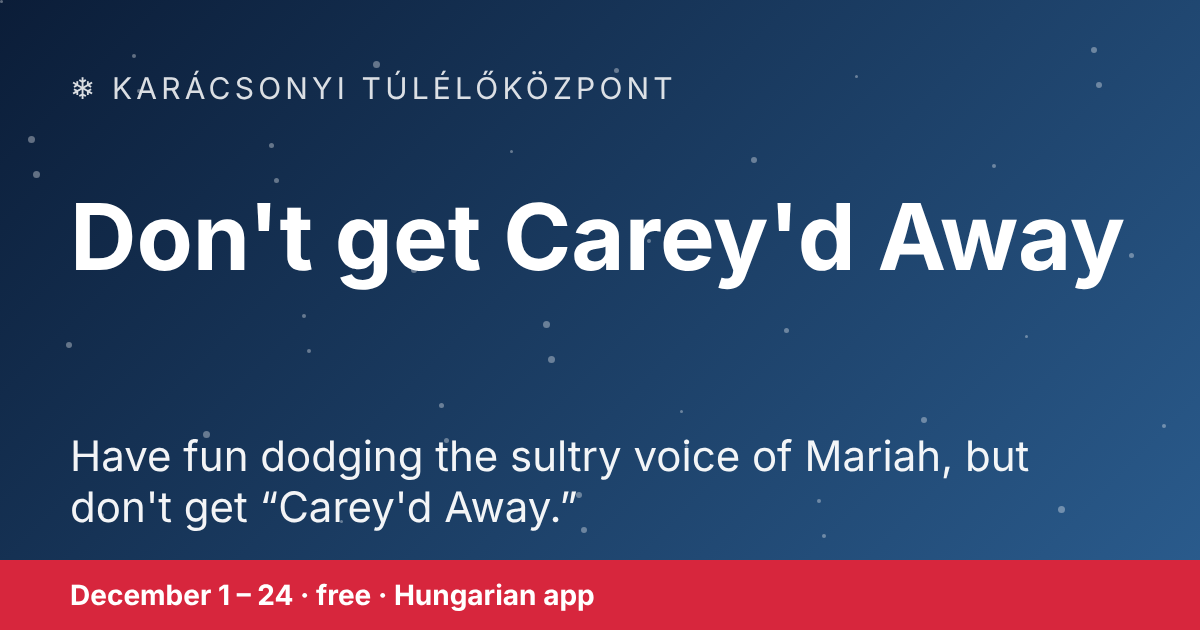 ❄ KARÁCSONYI TÚLÉLŐKÖZPONT
Don't get Carey'd Away
Have fun dodging the sultry voice of Mariah, but
don't get “Carey'd Away.”
December 1 – 24 · free · Hungarian app